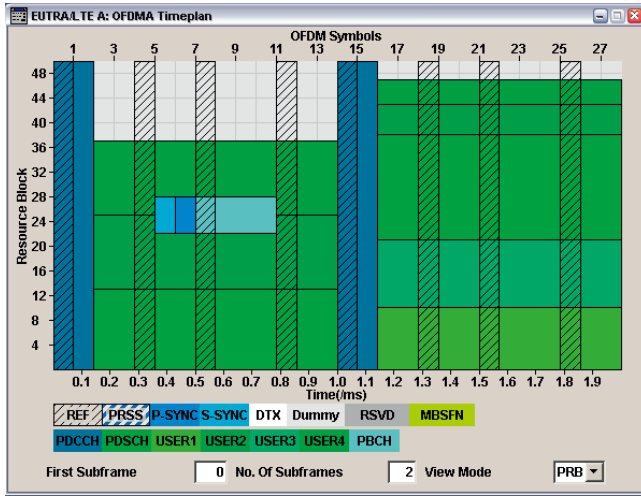 EUTRA/LTE A: OFDMA Timeplan
OFDM Symbols
1 3 5 7 9 11 13 15 17 19 21 23 25 27
48
44
40
36
32
28
24
20
16
12
8
4
Resource Block
0.1 0.2 0.3 0.4 0.5 0.6 0.7 0.8 0.9 1.0 1.1 1.2 1.3 1.4 1.5 1.6 1.7 1.8 1.9
Time(/ms)
REF PRSS P-SYNC S-SYNC DTX Dummy RSVD MBSFN
PDCCH PDSCH USER1 USER2 USER3 USER4 PBCH
First Subframe 0 No. Of Subframes 2 View Mode PRB